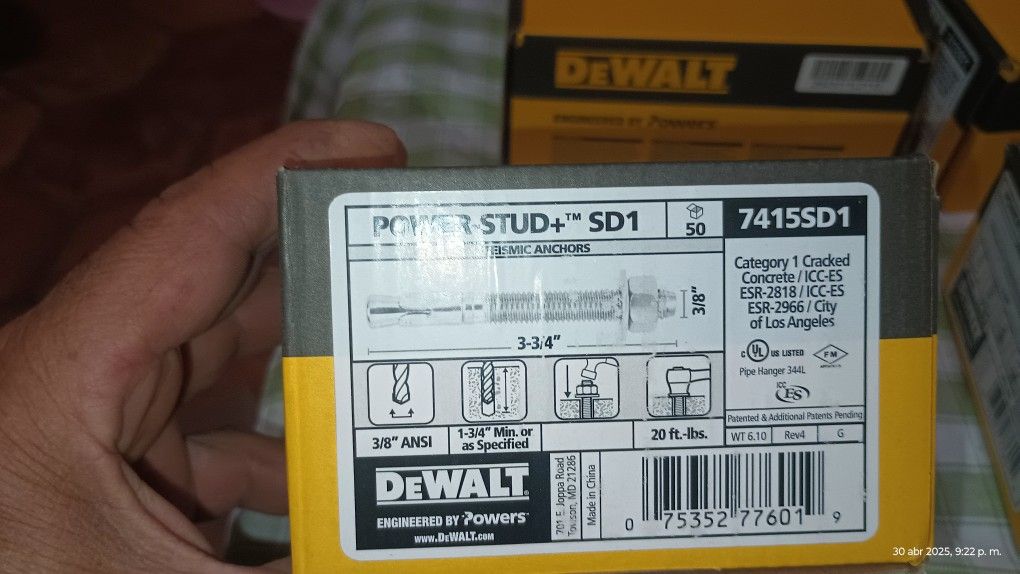 DEWALT
ENGINEERED BY Powers
POWER-STUD+™ SD1
50
7415SD1
SEISMIC ANCHORS
Category 1 Cracked
Concrete / ICC-ES
ESR-2818 / ICC-ES
ESR-2966 / City
of Los Angeles
3/8"
3-3/4"
C UL US LISTED
FM
Pipe Hanger 344L
ICC
ES
Patented & Additional Patents Pending
WT 6.10 Rev4 G
3/8" ANSI
1-3/4" Min. or
as Specified
20 ft.-lbs.
DEWALT
ENGINEERED BY Powers
www.DEWALT.com
701 E. Joppa Road
Towson, MD 21286
Made in China
0 75352 77601 9
30 abr 2025, 9:22 p. m.